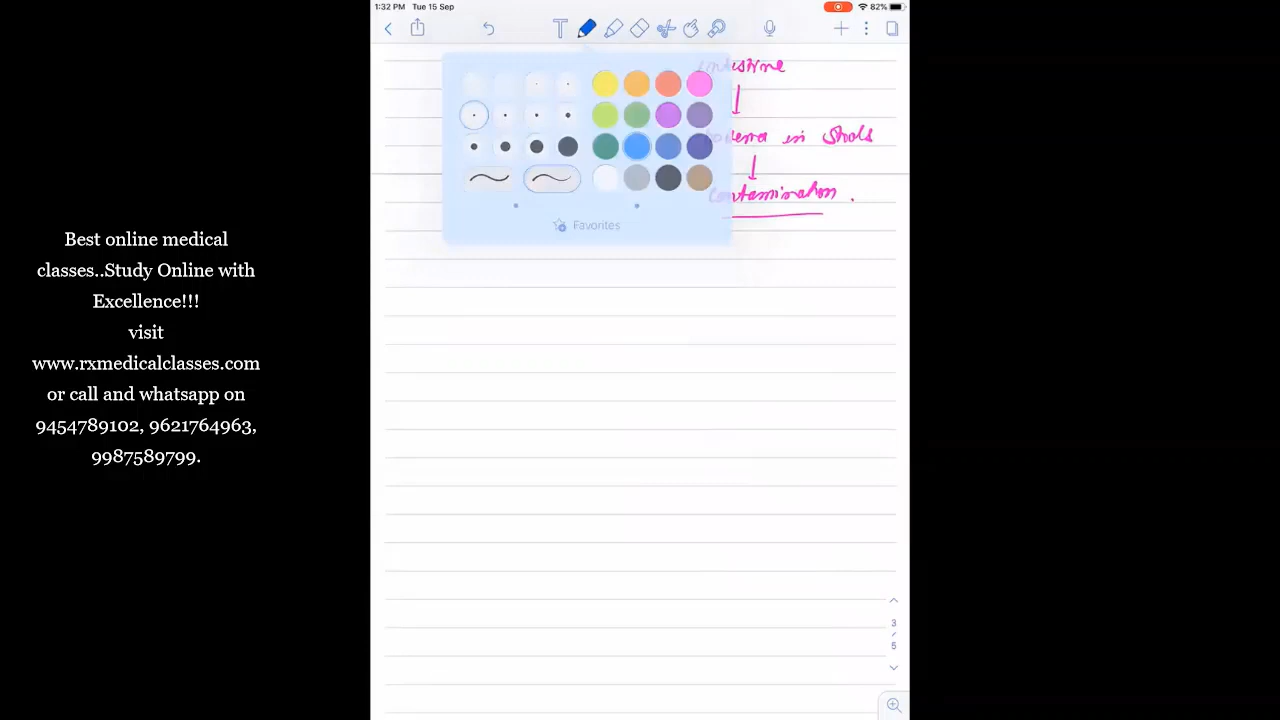 1:32 PM Tue 15 Sep
82%
T
in Stools
Contamination.
Favorites
Best online medical
classes..Study Online with
Excellence!!!
visit
www.rxmedicalclasses.com
or call and whatsapp on
9454789102, 9621764963,
9987589799.
3
/
5